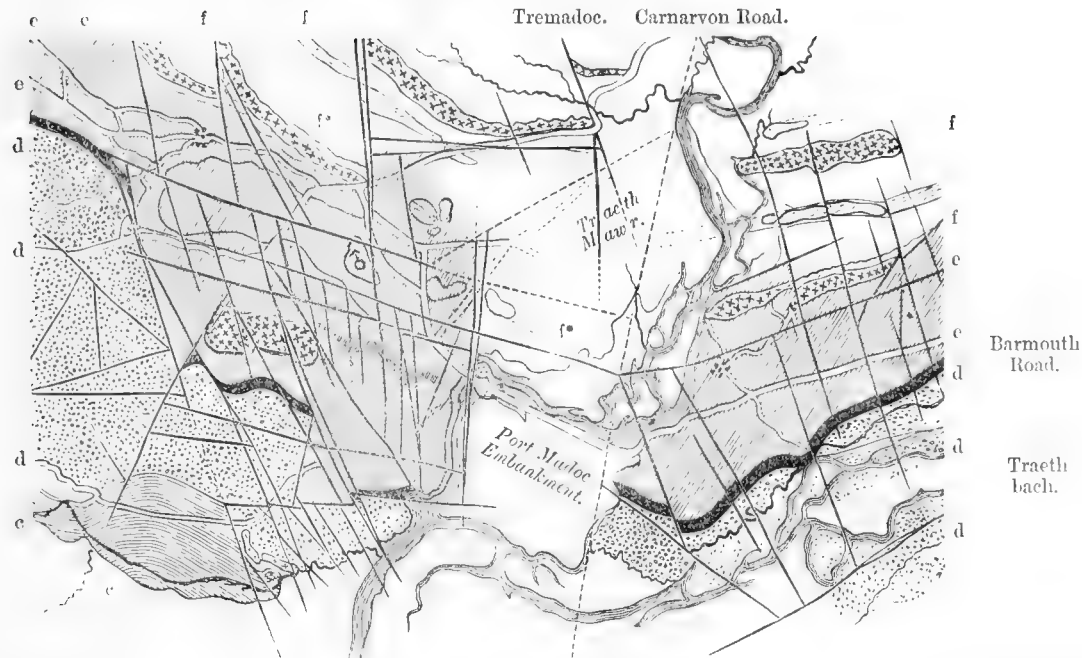 e e f f Tremadoc. Carnarvon Road.
e
d
f
d
f
e
Traeth
Mawr.
e
Barmouth
Road.
d
d
d
Traeth
bach.
Port Madoc
Embankment.
c
d